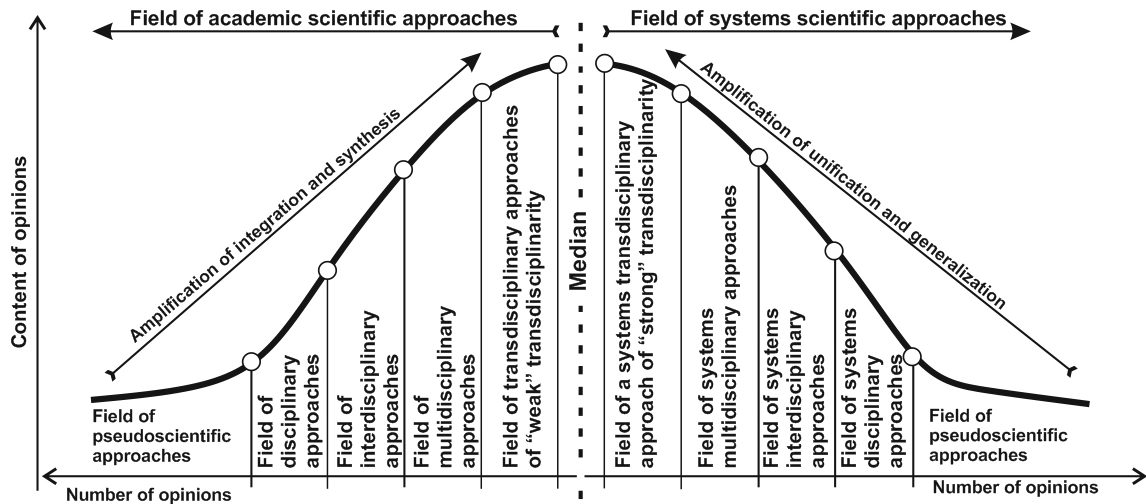 Field of academic scientific approaches
Field of systems scientific approaches
Content of opinions
Amplification of integration and synthesis
Amplification of unification and generalization
Median
Field of
pseudoscientific
approaches
Field of
disciplinary
approaches
Field of
interdisciplinary
approaches
Field of
multidisciplinary
approaches
Field of transdisciplinary approaches
of “weak” transdisciplinarity
Field of a systems transdisciplinary
approach of “strong” transdisciplinarity
Field of systems
multidisciplinary approaches
Field of systems
interdisciplinary
approaches
Field of systems
disciplinary
approaches
Field of
pseudoscientific
approaches
Number of opinions
Number of opinions